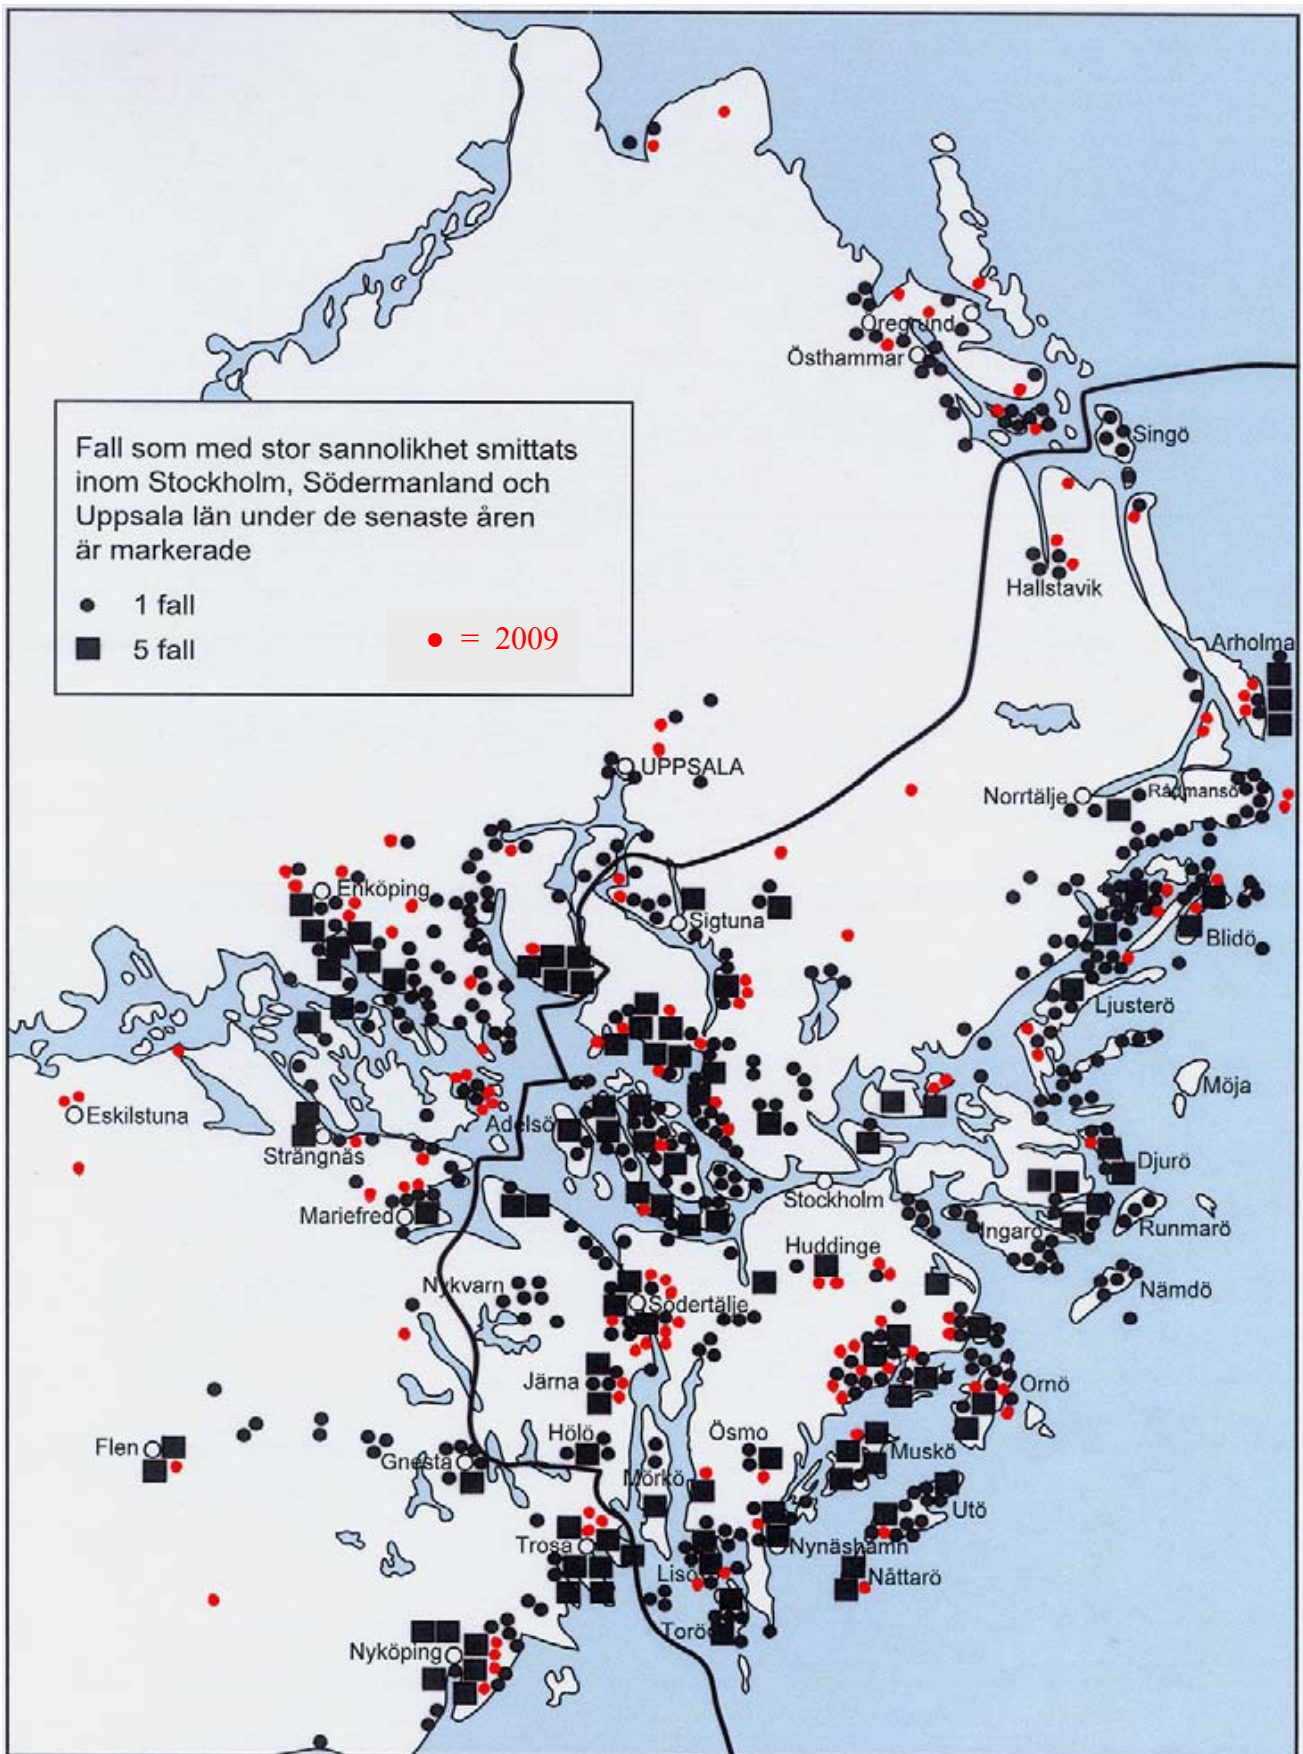 Öregrund
Östhammar
Singö
Fall som med stor sannolikhet smittats
inom Stockholm, Södermanland och
Uppsala län under de senaste åren
är markerade
1 fall
5 fall
= 2009
Hallstavik
Arholma
UPPSALA
Norrtälje
Rådmansö
Enköping
Sigtuna
Blidö
Ljusterö
Möja
Eskilstuna
Adelsö
Strängnäs
Djurö
Stockholm
Mariefred
Ingarö
Runmarö
Huddinge
Nykvarn
Nämdö
Södertälje
Järna
Ornö
Flen
Hölö
Ösmo
Gnesta
Muskö
Mörkö
Utö
Trosa
Nynäshamn
Lisö
Nåttarö
Torö
Nyköping